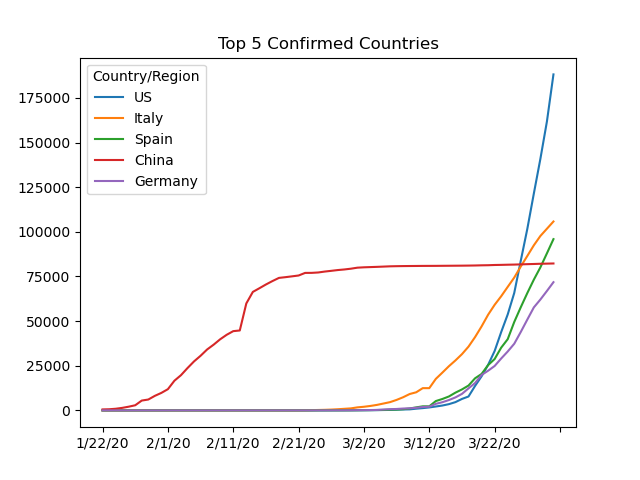 Top 5 Confirmed Countries
Country/Region
US
Italy
Spain
China
Germany
175000
150000
125000
100000
75000
50000
25000
0
1/22/20 2/1/20 2/11/20 2/21/20 3/2/20 3/12/20 3/22/20